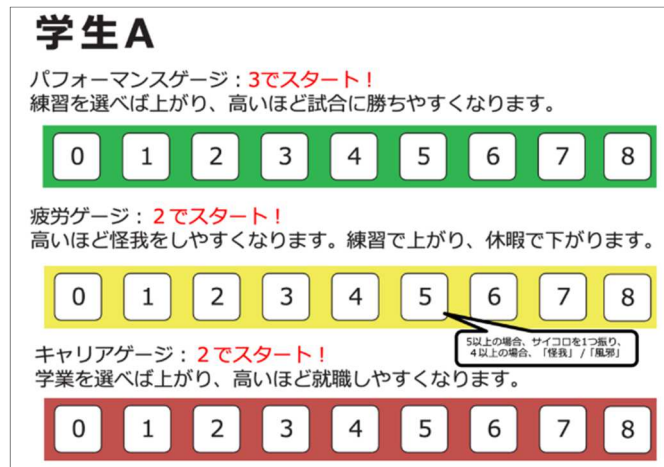 学生A
パフォーマンスゲージ：3でスタート！
練習を選べば上がり、高いほど試合に勝ちやすくなります。
0 1 2 3 4 5 6 7 8
疲労ゲージ：２でスタート！
高いほど怪我をしやすくなります。練習で上がり、休暇で下がります。
0 1 2 3 4 5 6 7 8
5以上の場合、サイコロを1つ振り、
４以上の場合、「怪我」/「風邪」
キャリアゲージ：２でスタート！
学業を選べば上がり、高いほど就職しやすくなります。
0 1 2 3 4 5 6 7 8